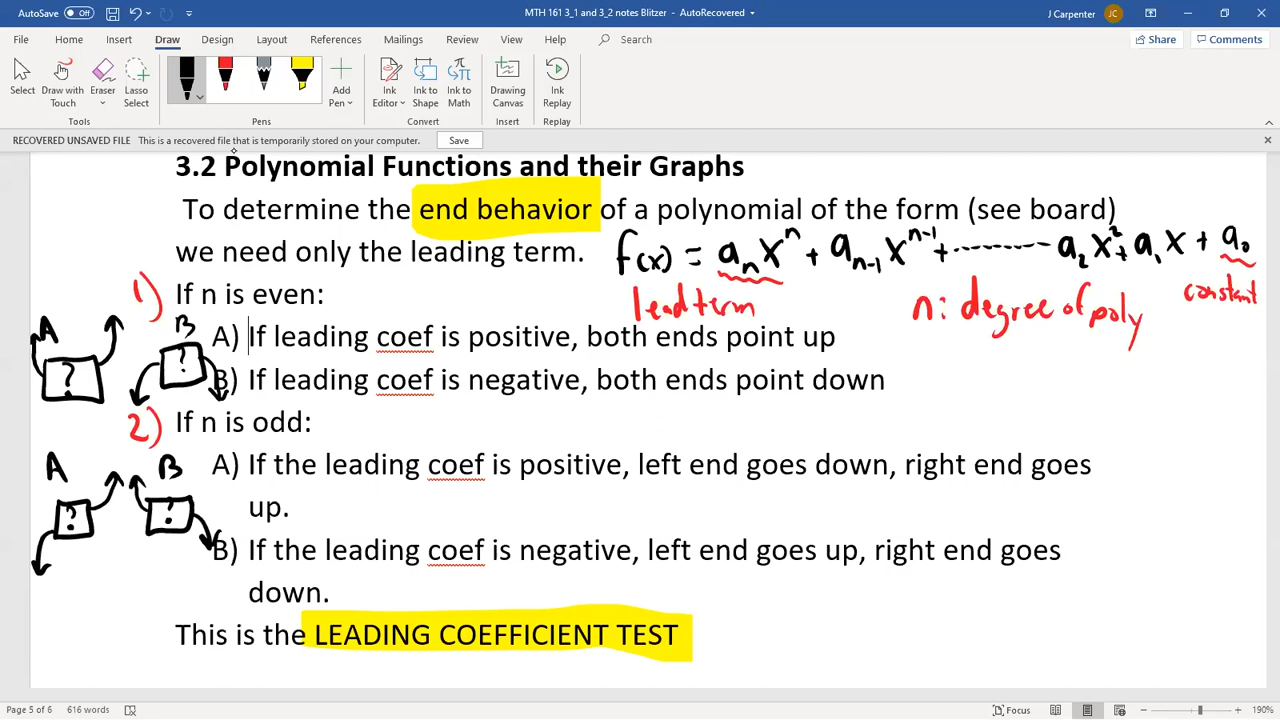 AutoSave Off
MTH 161 3_1 and 3_2 notes Blitzer - AutoRecovered
J Carpenter JC
File Home Insert Draw Design Layout References Mailings Review View Help Search
Share Comments
Select Draw with Touch Eraser Lasso Select Add Pen Ink Editor Ink to Shape Ink to Math Drawing Canvas Ink Replay
Tools Pens Convert Insert Replay
RECOVERED UNSAVED FILE This is a recovered file that is temporarily stored on your computer. Save
3.2 Polynomial Functions and their Graphs
To determine the end behavior of a polynomial of the form (see board)
we need only the leading term. f(x) = aₙxⁿ + aₙ₋₁xⁿ⁻¹ + -------- a₂x² + a₁x + a₀
lead term n: degree of poly constant
1) If n is even:
A B
? ?
A) If leading coef is positive, both ends point up
B) If leading coef is negative, both ends point down
2) If n is odd:
A B
? ?
A) If the leading coef is positive, left end goes down, right end goes
up.
B) If the leading coef is negative, left end goes up, right end goes
down.
This is the LEADING COEFFICIENT TEST
Page 5 of 6 616 words Focus 190%